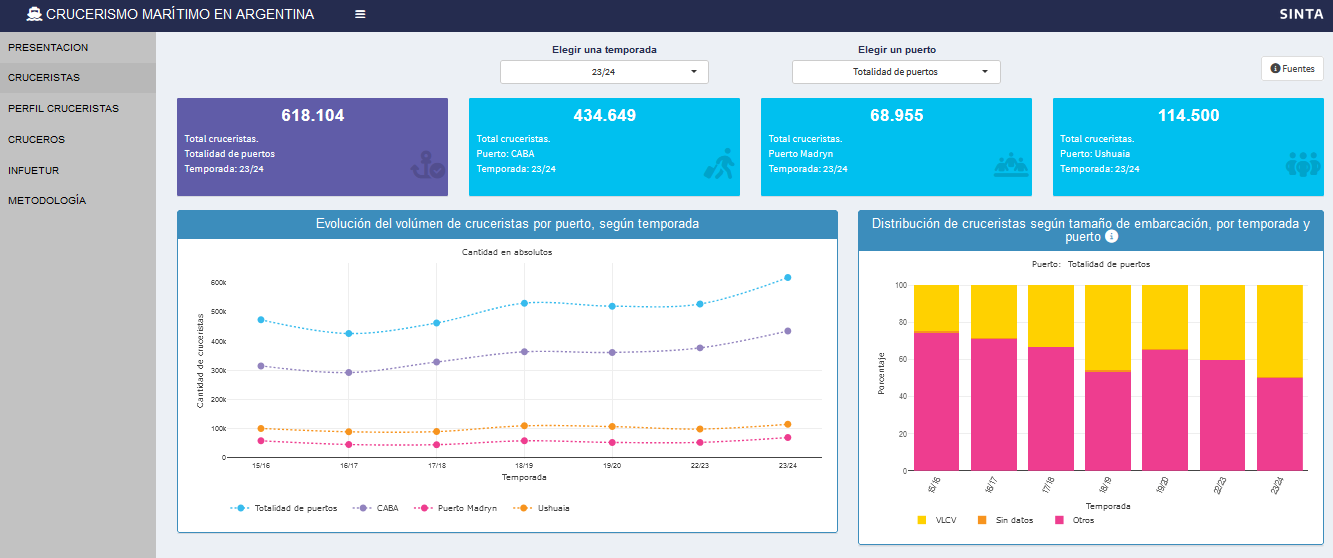 CRUCERISMO MARÍTIMO EN ARGENTINA
SINTA
PRESENTACION
CRUCERISTAS
PERFIL CRUCERISTAS
CRUCEROS
INFUETUR
METODOLOGÍA
Elegir una temporada
23/24
Elegir un puerto
Totalidad de puertos
Fuentes
618.104
Total cruceristas.
Totalidad de puertos
Temporada: 23/24
434.649
Total cruceristas.
Puerto: CABA
Temporada: 23/24
68.955
Total cruceristas.
Puerto Madryn
Temporada: 23/24
114.500
Total cruceristas.
Puerto: Ushuaia
Temporada: 23/24
Evolución del volúmen de cruceristas por puerto, según temporada
Cantidad en absolutos
Cantidad de cruceristas
600k
500k
400k
300k
200k
100k
0
15/16 16/17 17/18 18/19 19/20 22/23 23/24
Temporada
Totalidad de puertos CABA Puerto Madryn Ushuaia
Distribución de cruceristas según tamaño de embarcación, por temporada y
puerto
Puerto: Totalidad de puertos
Porcentaje
100
80
60
40
20
0
15/16 16/17 17/18 18/19 19/20 22/23 23/24
Temporada
VLCV Sin datos Otros